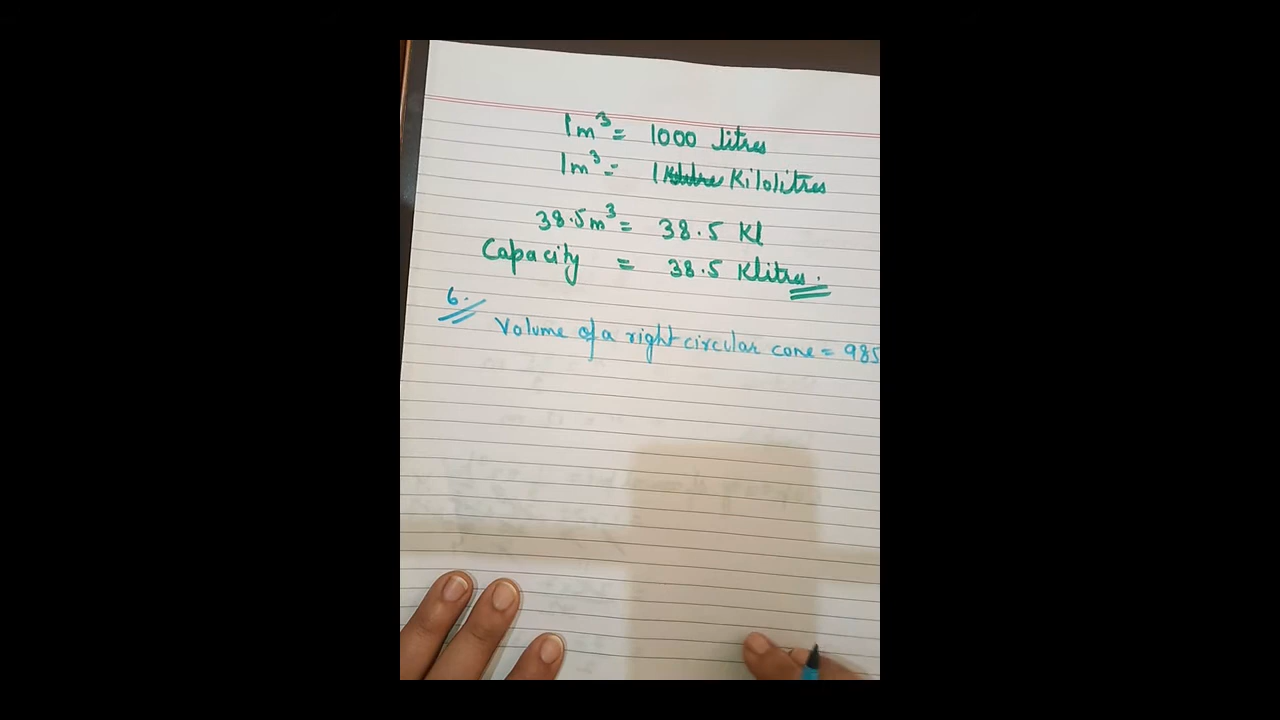 1m³ = 1000 litres
1m³ = 1 Kilolitres
38.5m³ = 38.5 Kl
Capacity = 38.5 Klitres.
6.
Volume of a right circular cone = 985